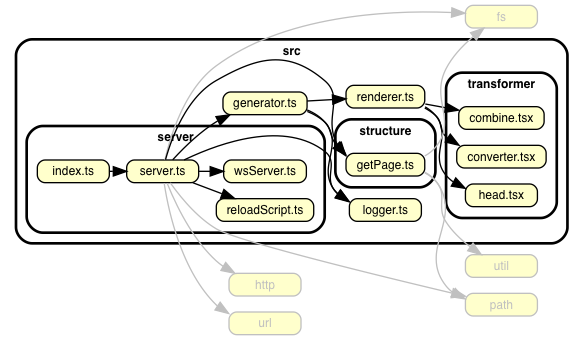 fs
src
transformer
generator.ts
renderer.ts
combine.tsx
server
structure
converter.tsx
index.ts
server.ts
wsServer.ts
getPage.ts
head.tsx
reloadScript.ts
logger.ts
util
http
path
url